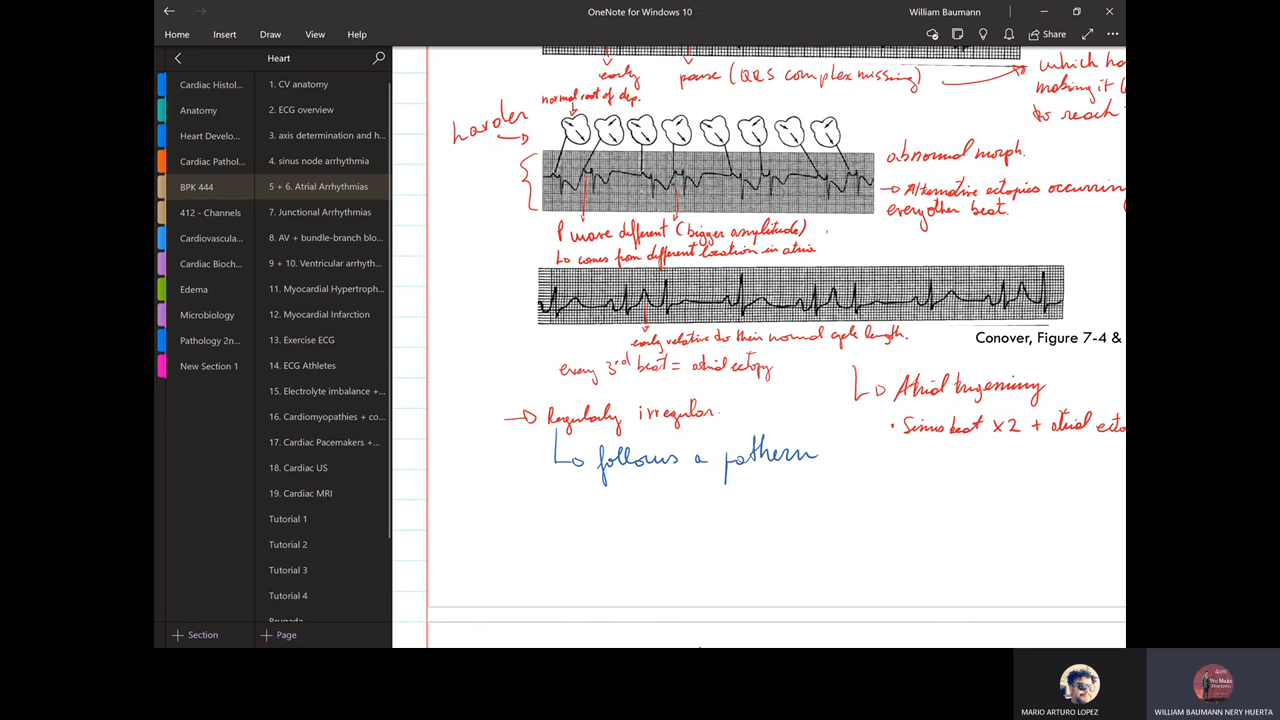 OneNote for Windows 10
William Baumann
Home Insert Draw View Help
Share
Heart
Cardiac Histol...
Anatomy
Heart Develo...
Cardiac Pathol...
BPK 444
412 - Channels
Cardiovascula...
Cardiac Bioch...
Edema
Microbiology
Pathology 2n...
New Section 1
Section
1. CV anatomy
2. ECG overview
3. axis determination and h...
4. sinus node arrhythmia
5 + 6. Atrial Arrhythmias
7. Junctional Arrhythmias
8. AV + bundle-branch blo...
9 + 10. Ventricular arrhyth...
11. Myocardial Hypertroph...
12. Myocardial Infarction
13. Exercise ECG
14. ECG Athletes
15. Electrolyte imbalance +...
16. Cardiomyopathies + co...
17. Cardiac Pacemakers +...
18. Cardiac US
19. Cardiac MRI
Tutorial 1
Tutorial 2
Tutorial 3
Tutorial 4
Brugada
Page
early
pause (QRS complex missing)
which ha
making it
to reach
normal root of dep.
harder
abnormal morph.
Alternative ectopics occurrin
every other beat.
P wave different (bigger amplitude)
comes from different location in atria
early relative to their normal cycle length.
Conover, Figure 7-4 &
every 3rd beat = atrial ectopy
Atrial trigeminy
Regularly irregular.
• Sinus beat x2 + atrial ecto
follows a pathern
MARIO ARTURO LOPEZ
WILLIAM BAUMANN NERY HUERTA